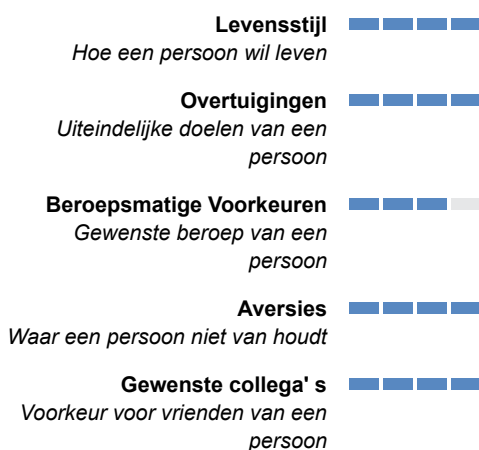 Levensstijl
Hoe een persoon wil leven
Overtuigingen
Uiteindelijke doelen van een
persoon
Beroepsmatige Voorkeuren
Gewenste beroep van een
persoon
Aversies
Waar een persoon niet van houdt
Gewenste collega' s
Voorkeur voor vrienden van een
persoon